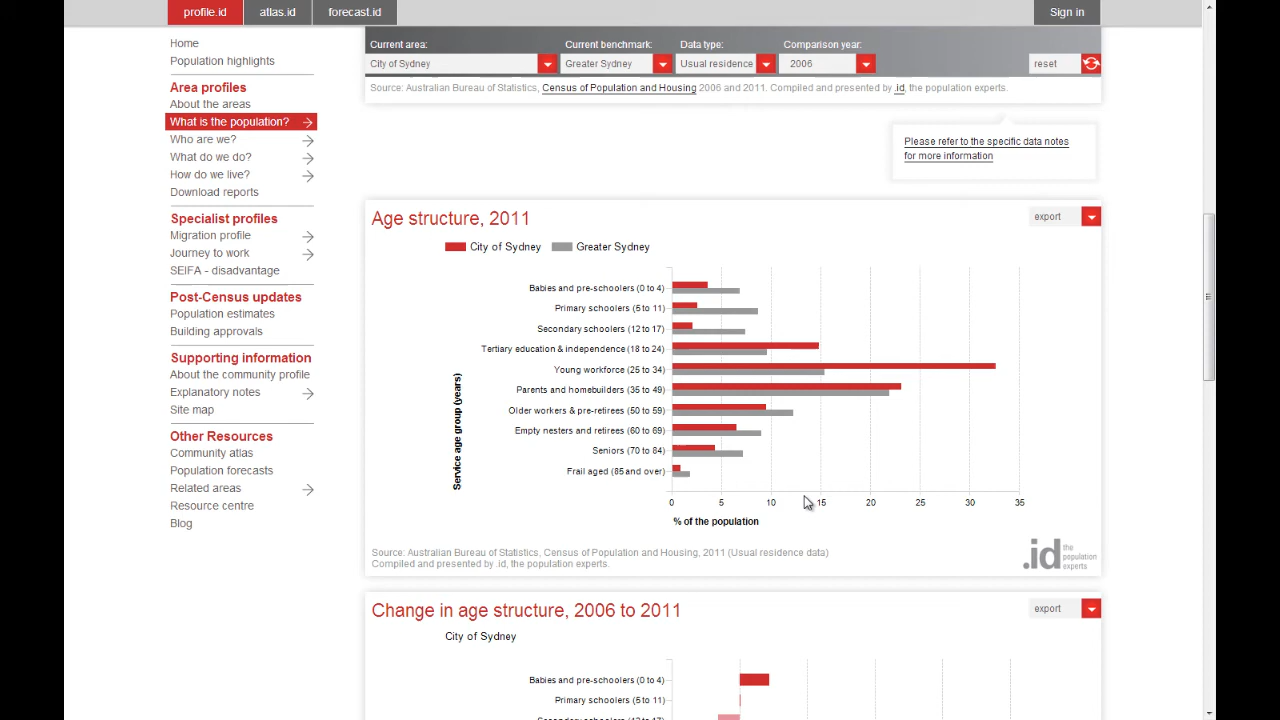 profile.id
atlas.id
forecast.id
Sign in
Home
Population highlights
Area profiles
About the areas
What is the population?
Who are we?
What do we do?
How do we live?
Download reports
Specialist profiles
Migration profile
Journey to work
SEIFA - disadvantage
Post-Census updates
Population estimates
Building approvals
Supporting information
About the community profile
Explanatory notes
Site map
Other Resources
Community atlas
Population forecasts
Related areas
Resource centre
Blog
Current area:
Current benchmark:
Data type:
Comparison year:
City of Sydney
Greater Sydney
Usual residence
2006
reset
Source: Australian Bureau of Statistics, Census of Population and Housing 2006 and 2011. Compiled and presented by .id, the population experts.
Please refer to the specific data notes
for more information
Age structure, 2011
export
City of Sydney
Greater Sydney
Service age group (years)
Babies and pre-schoolers (0 to 4)
Primary schoolers (5 to 11)
Secondary schoolers (12 to 17)
Tertiary education & independence (18 to 24)
Young workforce (25 to 34)
Parents and homebuilders (35 to 49)
Older workers & pre-retirees (50 to 59)
Empty nesters and retirees (60 to 69)
Seniors (70 to 84)
Frail aged (85 and over)
0 5 10 15 20 25 30 35
% of the population
Source: Australian Bureau of Statistics, Census of Population and Housing, 2011 (Usual residence data)
Compiled and presented by .id, the population experts.
.id
the
population
experts
Change in age structure, 2006 to 2011
export
City of Sydney
Babies and pre-schoolers (0 to 4)
Primary schoolers (5 to 11)